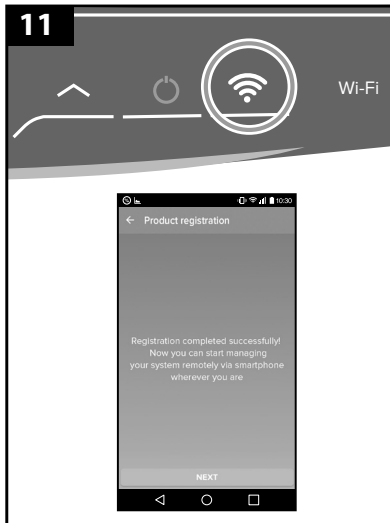 11
Wi-Fi
10:30
Product registration
Registration completed successfully!
Now you can start managing
your system remotely via smartphone
wherever you are
NEXT